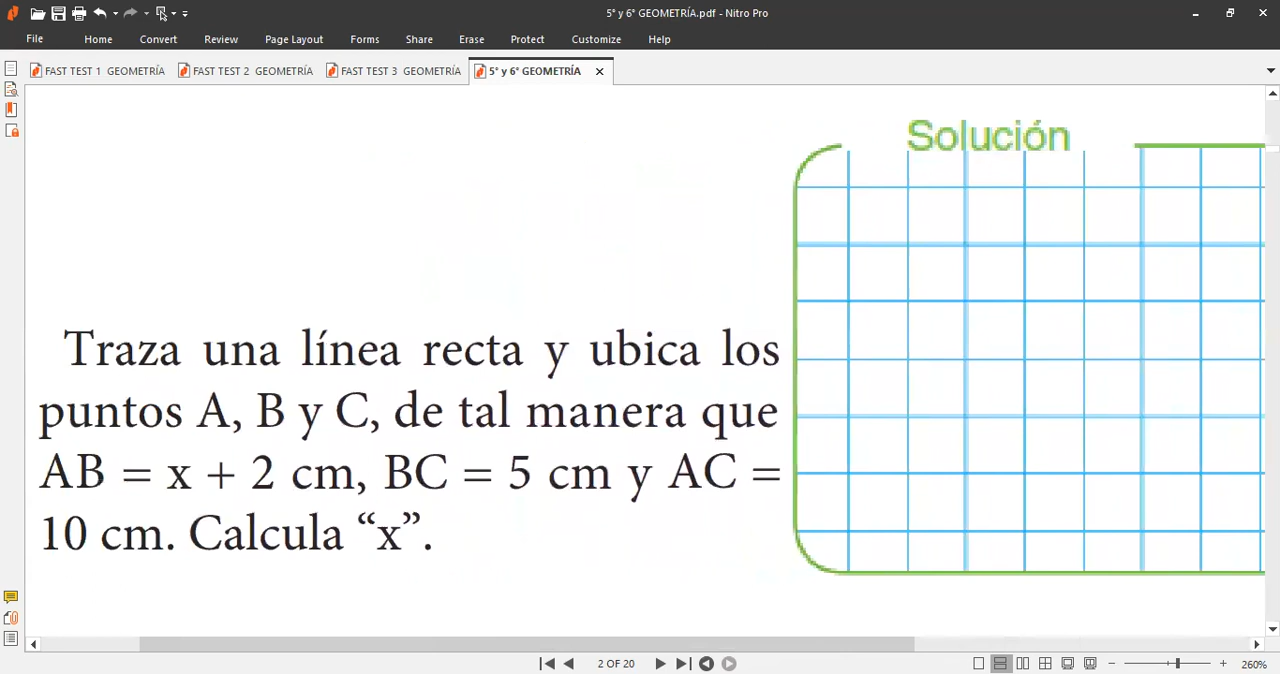 5° y 6° GEOMETRÍA.pdf - Nitro Pro
File Home Convert Review Page Layout Forms Share Erase Protect Customize Help
FAST TEST 1 GEOMETRÍA FAST TEST 2 GEOMETRÍA FAST TEST 3 GEOMETRÍA 5° y 6° GEOMETRÍA
Solución
Traza una línea recta y ubica los
puntos A, B y C, de tal manera que
AB = x + 2 cm, BC = 5 cm y AC =
10 cm. Calcula “x”.
2 OF 20
260%